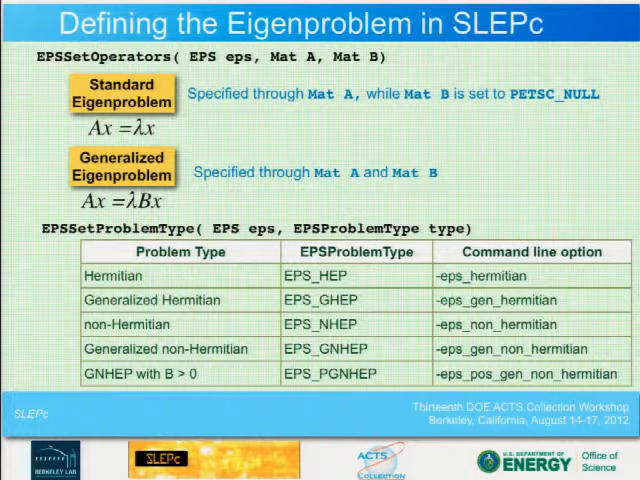 Defining the Eigenproblem in SLEPc
EPSSetOperators( EPS eps, Mat A, Mat B)
Standard
Eigenproblem
Specified through Mat A, while Mat B is set to PETSC_NULL
Ax =λx
Generalized
Eigenproblem
Specified through Mat A and Mat B
Ax =λBx
EPSSetProblemType( EPS eps, EPSProblemType type)
Problem Type EPSProblemType Command line option
Hermitian EPS_HEP -eps_hermitian
Generalized Hermitian EPS_GHEP -eps_gen_hermitian
non-Hermitian EPS_NHEP -eps_non_hermitian
Generalized non-Hermitian EPS_GNHEP -eps_gen_non_hermitian
GNHEP with B > 0 EPS_PGNHEP -eps_pos_gen_non_hermitian
SLEPc
Thirteenth DOE ACTS Collection Workshop
Berkeley, California, August 14-17, 2012
BERKELEY LAB
SLEPc
ACTS
COLLECTION
U.S. DEPARTMENT OF
ENERGY
Office of
Science